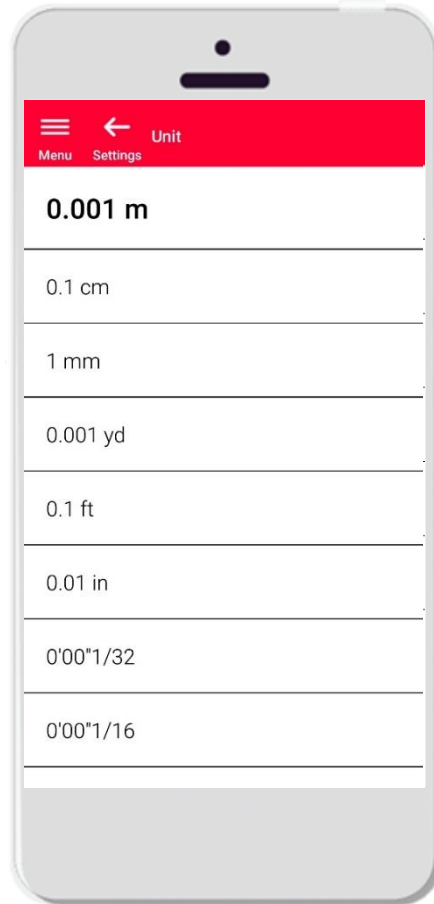 Unit
Menu Settings
0.001 m
0.1 cm
1 mm
0.001 yd
0.1 ft
0.01 in
0'00"1/32
0'00"1/16